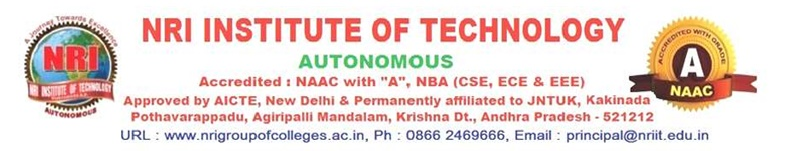 A Journey Towards Excellence
NRI
NRI INSTITUTE OF TECHNOLOGY
AUTONOMOUS
NRI INSTITUTE OF TECHNOLOGY
AUTONOMOUS
Accredited : NAAC with "A", NBA (CSE, ECE & EEE)
Approved by AICTE, New Delhi & Permanently affiliated to JNTUK, Kakinada
Pothavarappadu, Agiripalli Mandalam, Krishna Dt., Andhra Pradesh - 521212
URL : www.nrigroupofcolleges.ac.in, Ph : 0866 2469666, Email : principal@nriit.edu.in
ACCREDITED WITH GRADE
A
NAAC